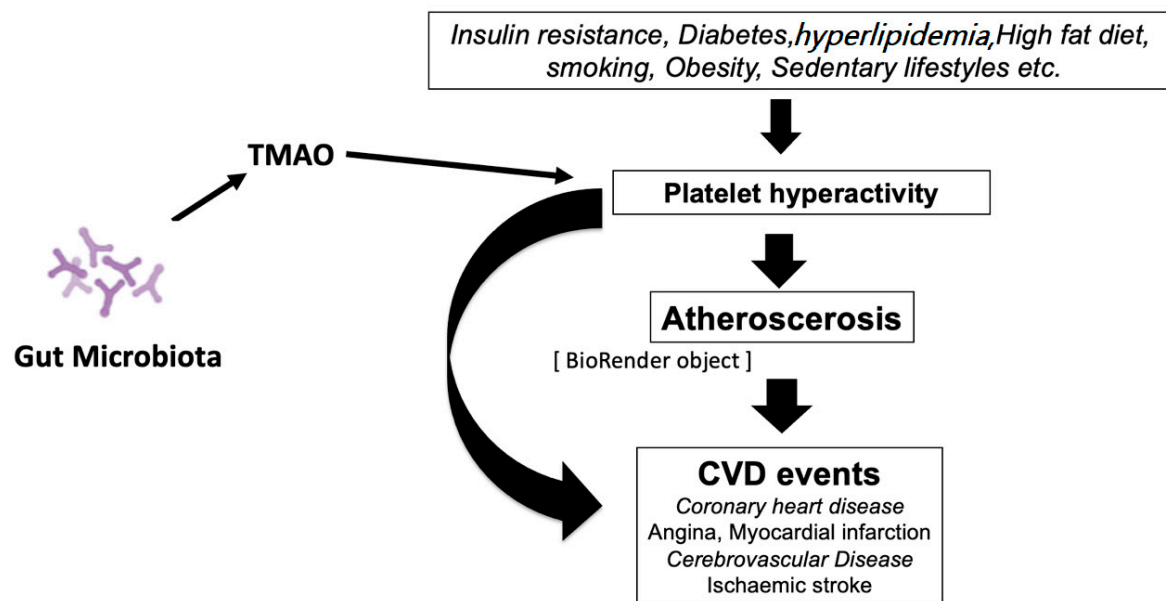 Insulin resistance, Diabetes,hyperlipidemia,High fat diet,
smoking, Obesity, Sedentary lifestyles etc.
TMAO
Platelet hyperactivity
Gut Microbiota
Atheroscerosis
[ BioRender object ]
CVD events
Coronary heart disease
Angina, Myocardial infarction
Cerebrovascular Disease
Ischaemic stroke